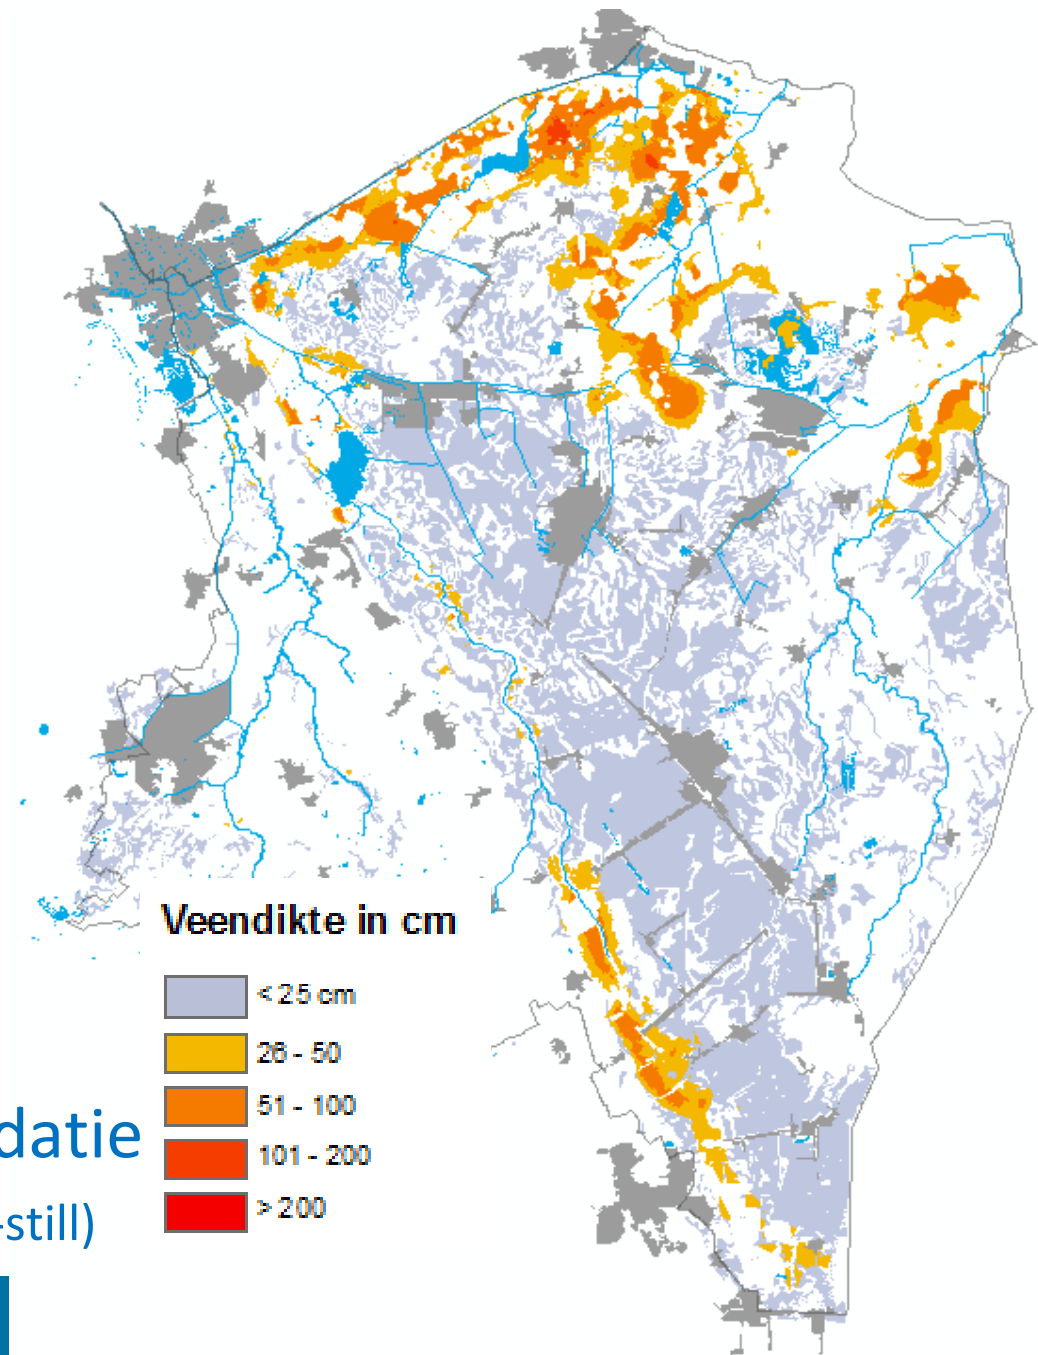 Veendikte in cm
< 25 cm
26 - 50
51 - 100
101 - 200
> 200
datie
-still)